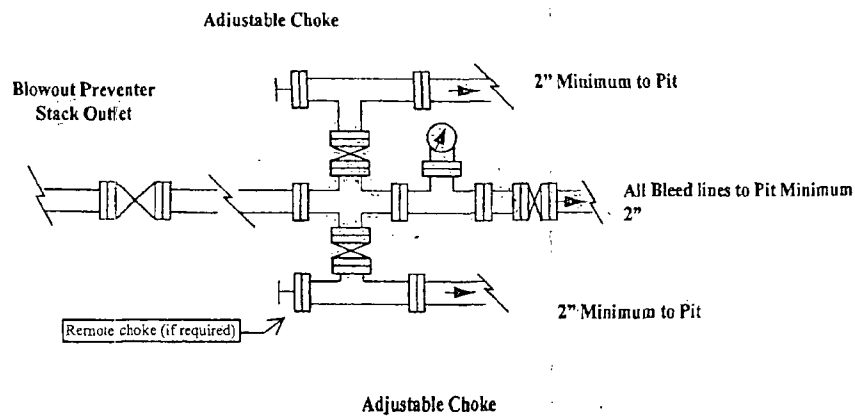 Adjustable Choke
2" Minimum to Pit
Blowout Preventer
Stack Outlet
All Bleed lines to Pit Minimum
2"
2" Minimum to Pit
Remote choke (if required)
Adjustable Choke